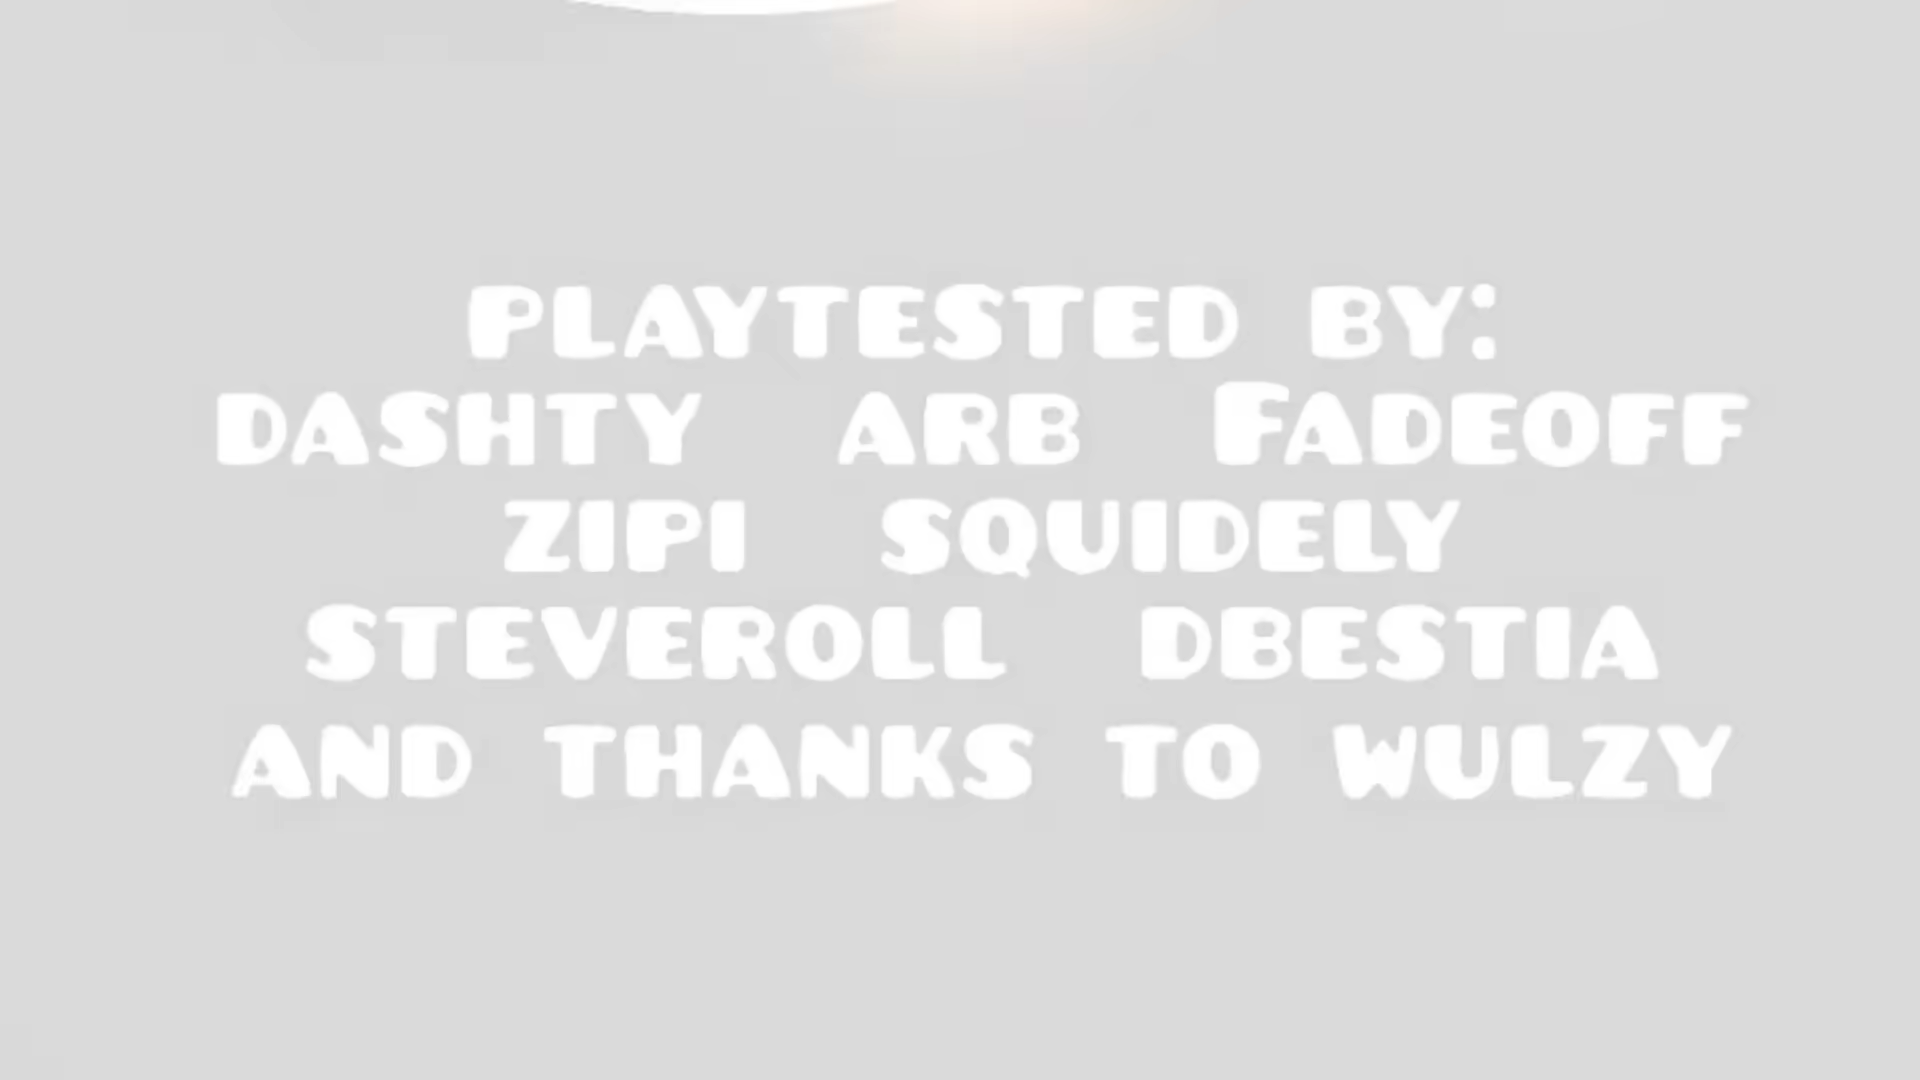 PLAYTESTED BY:
DASHTY ARB FADEOFF
ZIPI SQUIDELY
STEVEROLL DBESTIA
AND THANKS TO WULZY